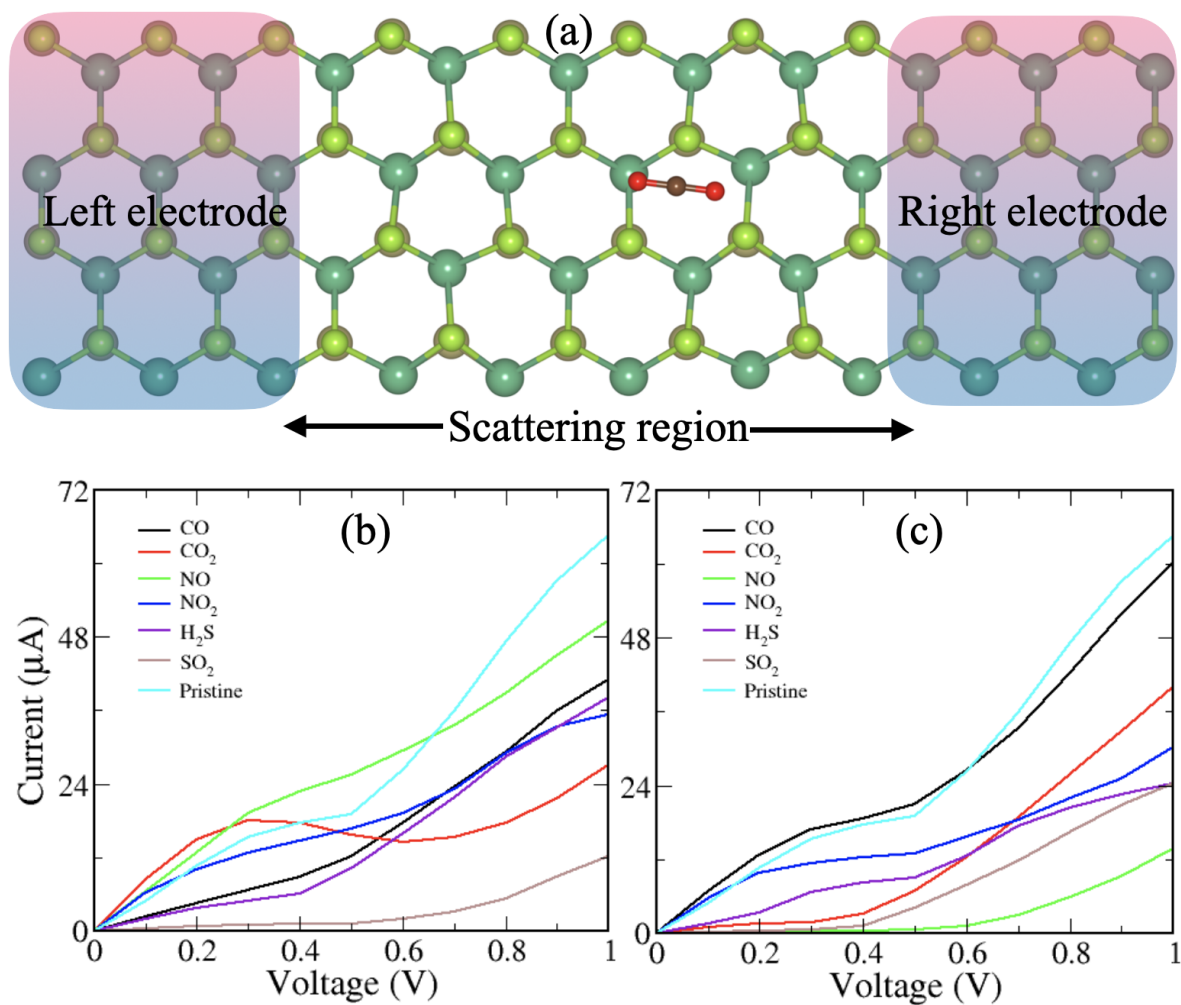 (a)
Left electrode
Right electrode
Scattering region
72
48
24
0
Current (μA)
(b)
CO
CO2
NO
NO2
H2S
SO2
Pristine
0
0.2
0.4
0.6
0.8
1
Voltage (V)
72
48
24
0
(c)
CO
CO2
NO
NO2
H2S
SO2
Pristine
0
0.2
0.4
0.6
0.8
1
Voltage (V)